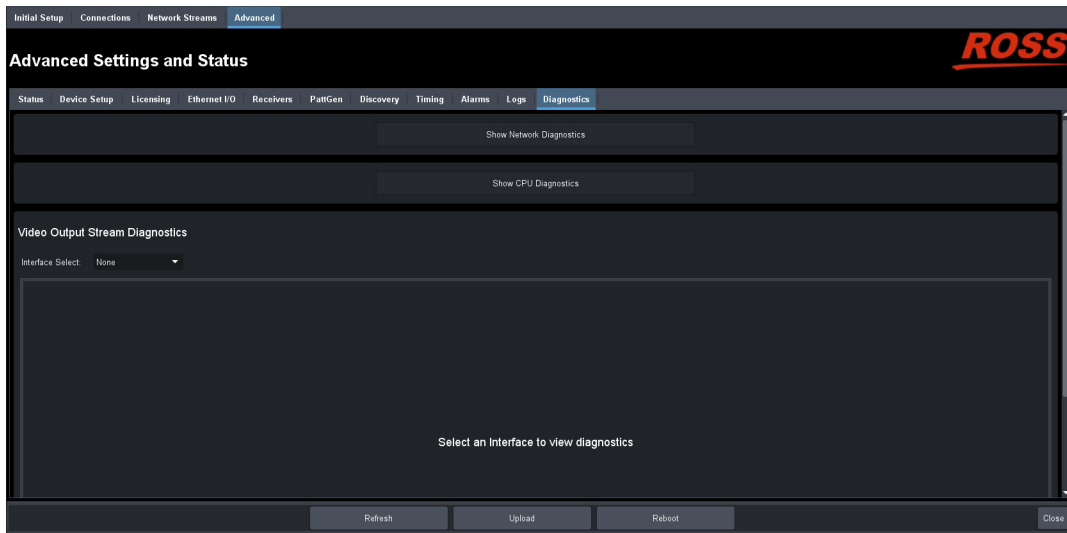 Initial Setup Connections Network Streams Advanced
ROSS
Advanced Settings and Status
Status Device Setup Licensing Ethernet I/O Receivers PattGen Discovery Timing Alarms Logs Diagnostics
Show Network Diagnostics
Show CPU Diagnostics
Video Output Stream Diagnostics
Interface Select: None
Select an Interface to view diagnostics
Refresh Upload Reboot Close